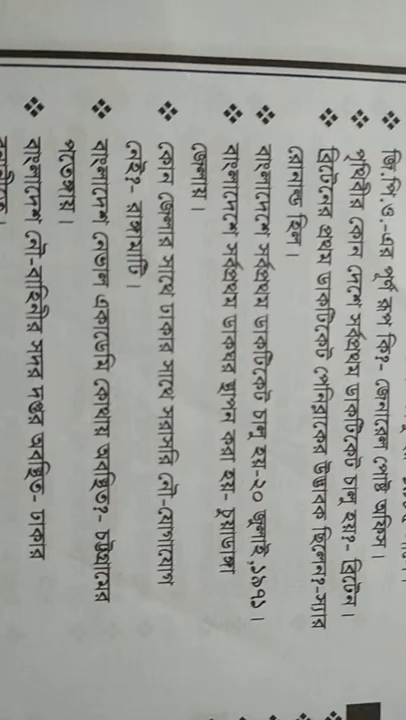 ❖ জি.পি.ও.-এর পূর্ণ রূপ কি?- জেনারেল পোষ্ট অফিস।
❖ পৃথিবীর কোন দেশে সর্বপ্রথম ডাকটিকেট চালু হয়?- ব্রিটেন।
❖ ব্রিটেনের প্রথম ডাকটিকেট পেনিব্লাকের উদ্ভাবক ছিলেন?-স্যার
রোনাল্ড হিল।
❖ বাংলাদেশে সর্বপ্রথম ডাকটিকেট চালু হয়-২০ জুলাই,১৯৭১।
❖ বাংলাদেশে সর্বপ্রথম ডাকঘর স্থাপন করা হয়- চুয়াডাঙ্গা
জেলায়।
❖ কোন জেলার সাথে ঢাকার সাথে সরাসরি নৌ-যোগাযোগ
নেই?- রাঙ্গামাটি।
❖ বাংলাদেশ নেভাল একাডেমি কোথায় অবস্থিত?- চট্টগ্রামের
পতেঙ্গায়।
❖ বাংলাদেশ নৌ-বাহিনীর সদর দপ্তর অবস্থিত- ঢাকার